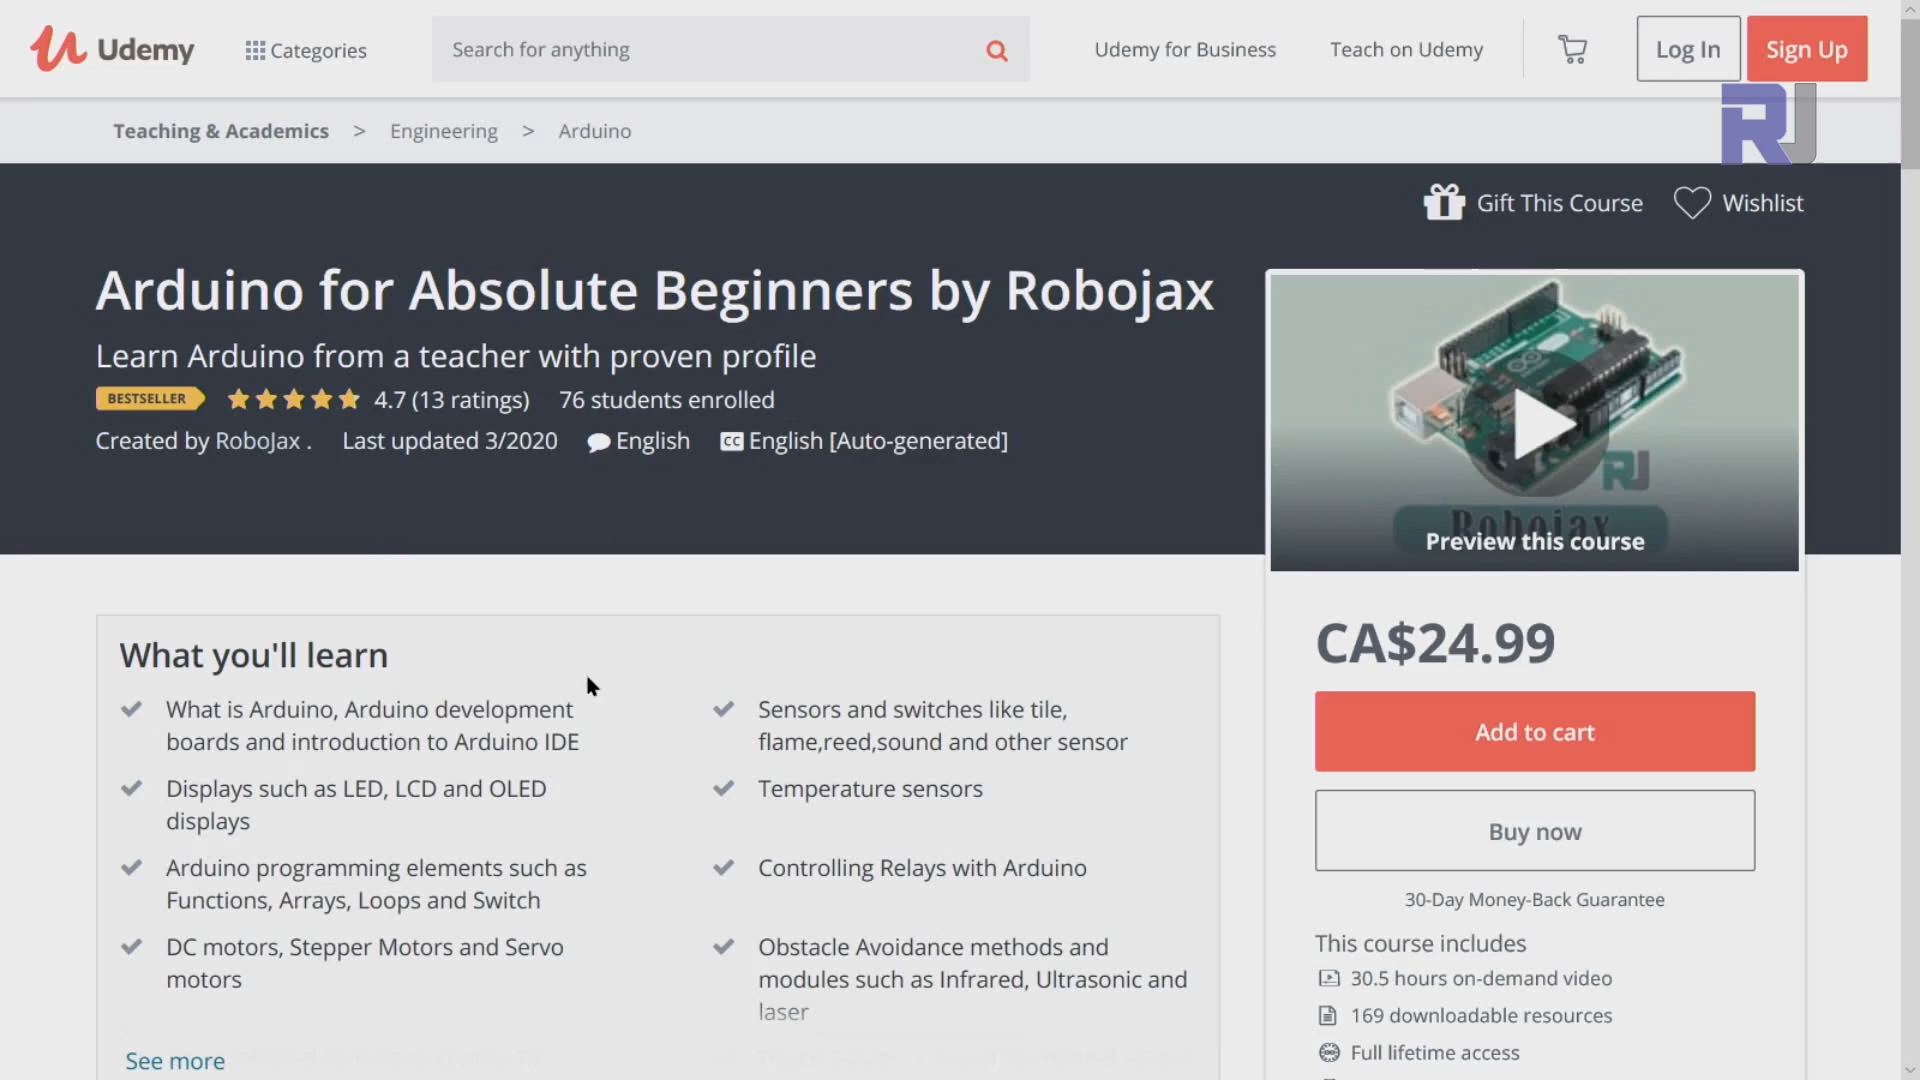 Udemy
Categories
Search for anything
Udemy for Business
Teach on Udemy
Log In
Sign Up
RJ
Teaching & Academics > Engineering > Arduino
Gift This Course
Wishlist
Arduino for Absolute Beginners by Robojax
Learn Arduino from a teacher with proven profile
BESTSELLER 4.7 (13 ratings) 76 students enrolled
Created by RoboJax . Last updated 3/2020 English CC English [Auto-generated]
RJ
Robojax
Preview this course
What you'll learn
What is Arduino, Arduino development
boards and introduction to Arduino IDE
Displays such as LED, LCD and OLED
displays
Arduino programming elements such as
Functions, Arrays, Loops and Switch
DC motors, Stepper Motors and Servo
motors
Sensors and switches like tile,
flame,reed,sound and other sensor
Temperature sensors
Controlling Relays with Arduino
Obstacle Avoidance methods and
modules such as Infrared, Ultrasonic and
laser
See more
CA$24.99
Add to cart
Buy now
30-Day Money-Back Guarantee
This course includes
30.5 hours on-demand video
169 downloadable resources
Full lifetime access